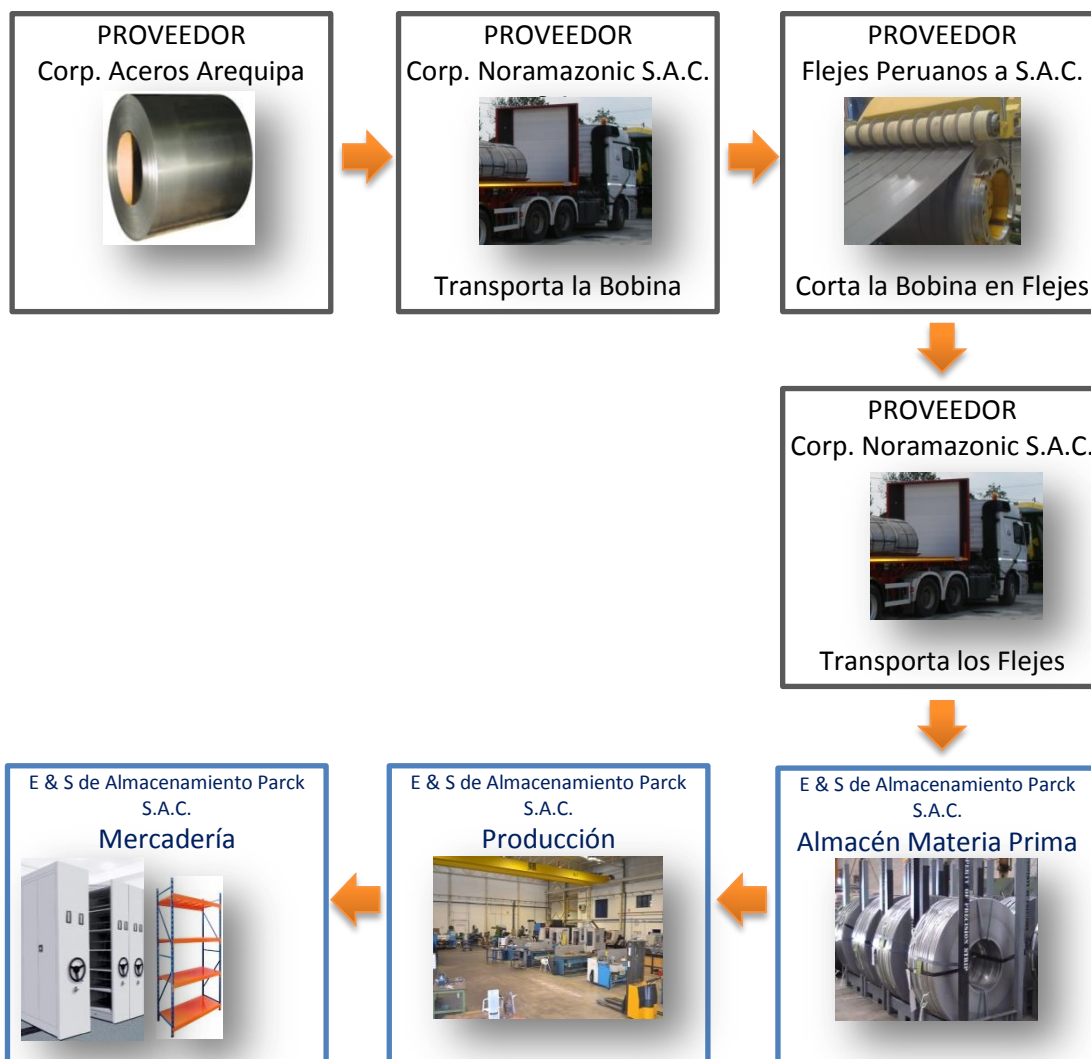 PROVEEDOR
Corp. Aceros Arequipa
PROVEEDOR
Corp. Noramazonic S.A.C.
Transporta la Bobina
PROVEEDOR
Flejes Peruanos a S.A.C.
Corta la Bobina en Flejes
PROVEEDOR
Corp. Noramazonic S.A.C.
Transporta los Flejes
E & S de Almacenamiento Parck
S.A.C.
Mercadería
E & S de Almacenamiento Parck
S.A.C.
Producción
E & S de Almacenamiento Parck
S.A.C.
Almacén Materia Prima